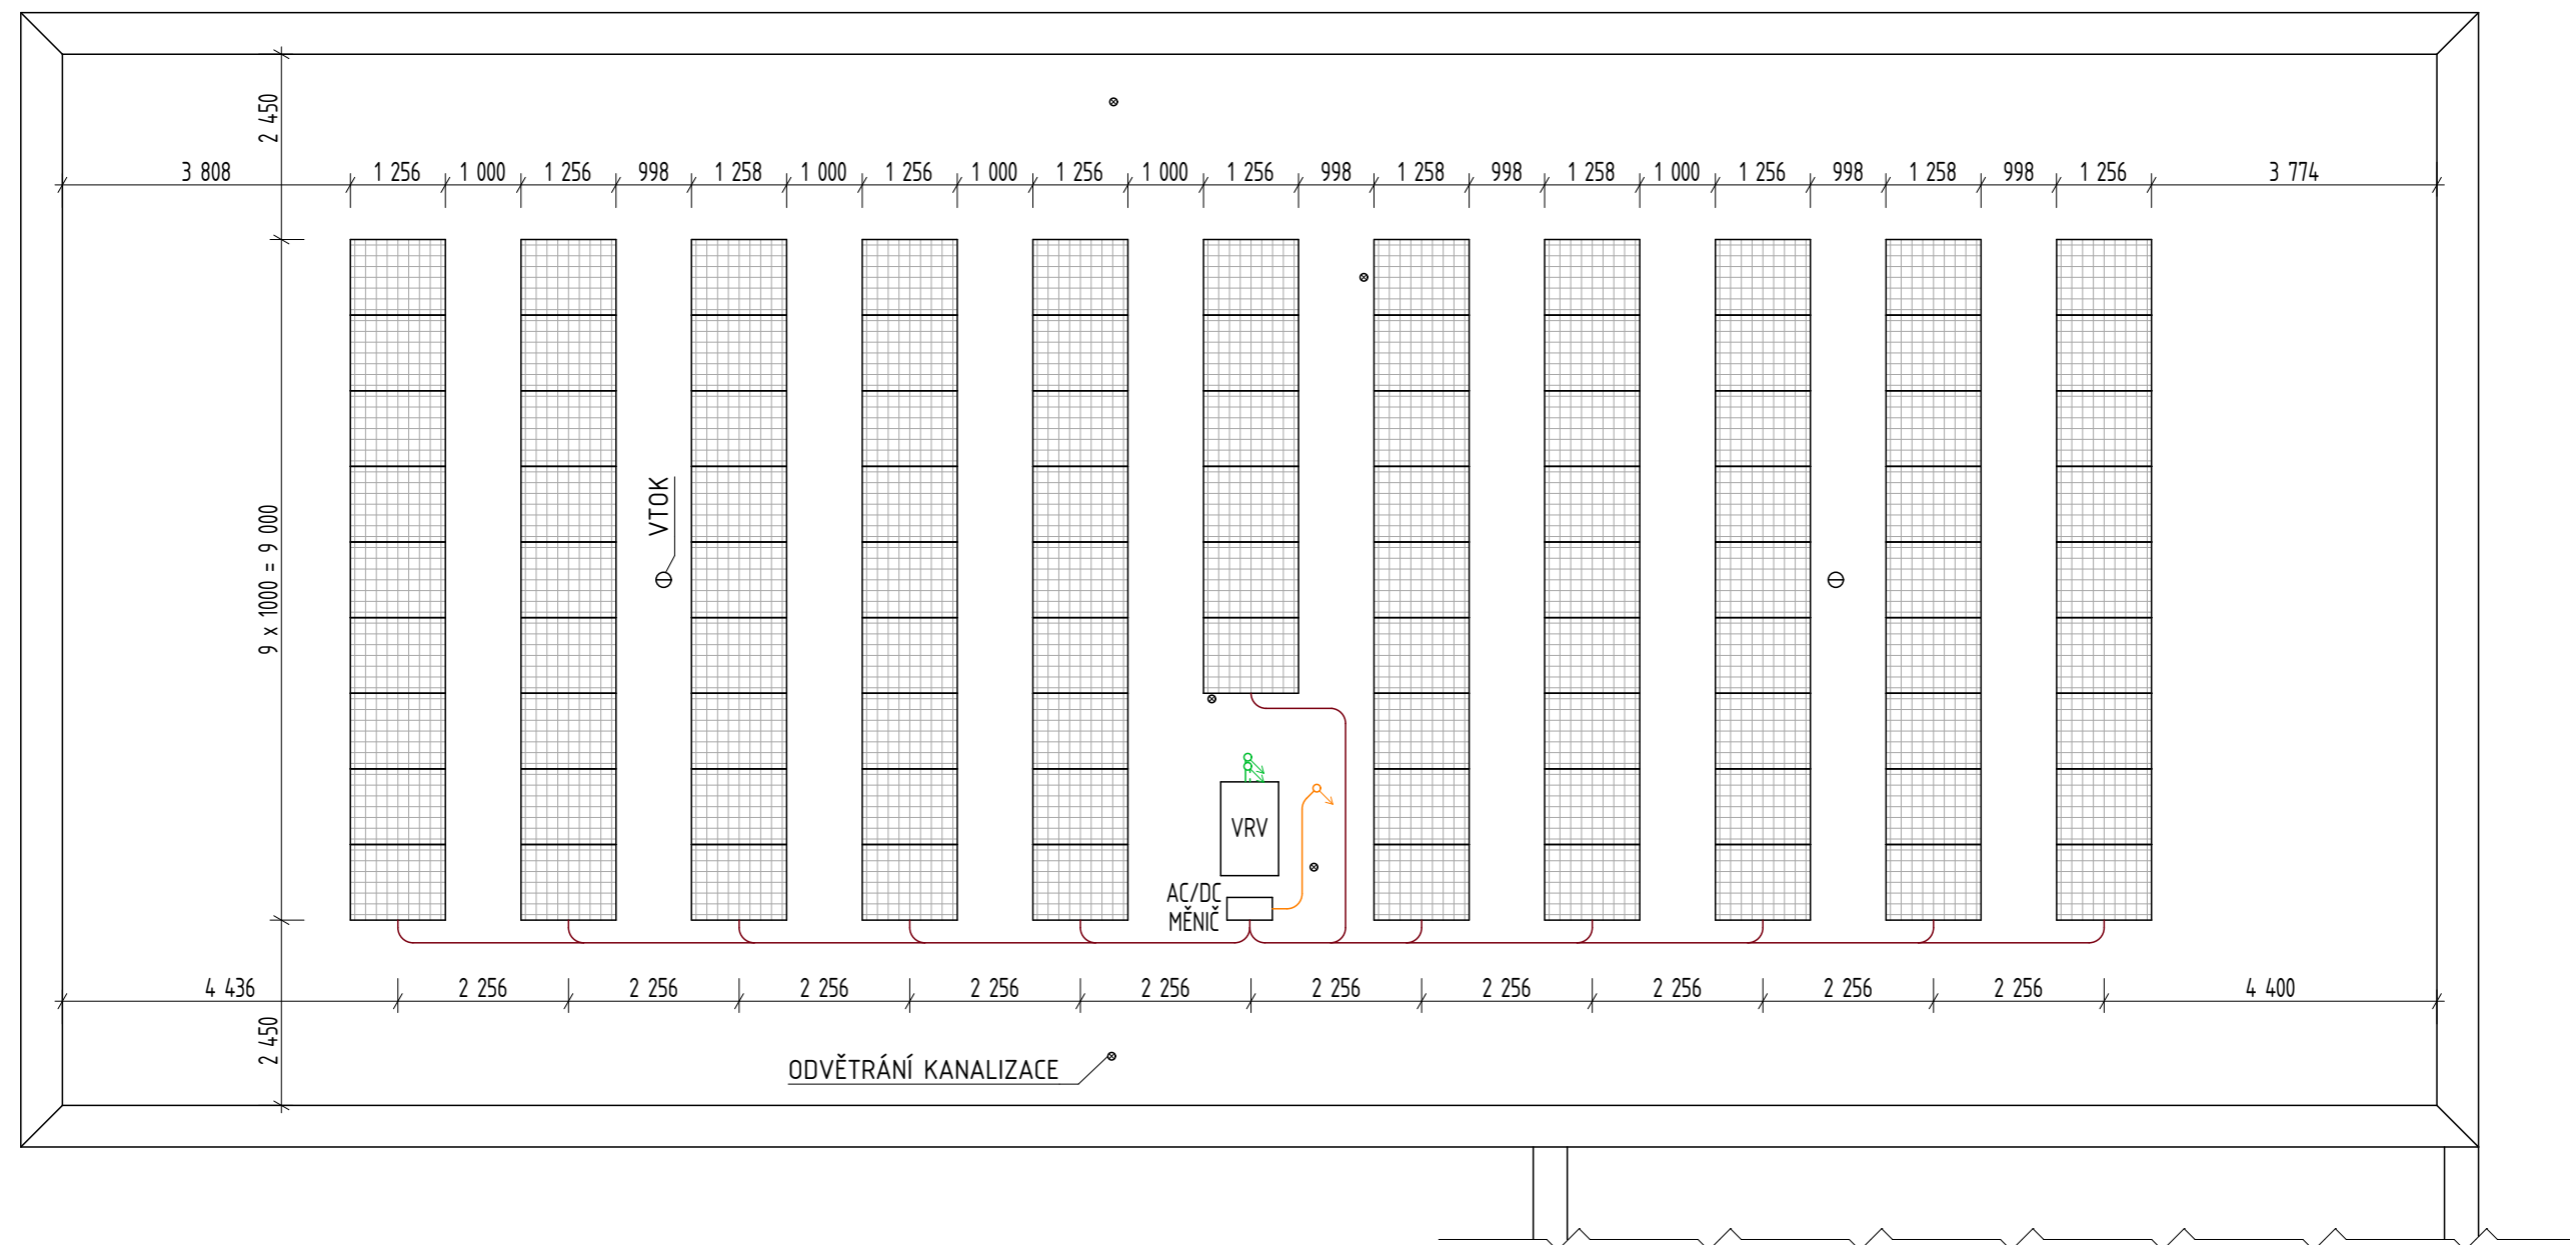 2 450
3 808 1 256 1 000 1 256 998 1 258 1 000 1 256 1 000 1 256 1 000 1 256 998 1 258 998 1 258 1 000 1 256 998 1 258 998 1 256 3 774
VTOK
9 x 1000 = 9 000
VRV
AC/DC
MĚNIČ
4 436 2 256 2 256 2 256 2 256 2 256 2 256 2 256 2 256 2 256 2 256 4 400
2 450
ODVĚTRÁNÍ KANALIZACE